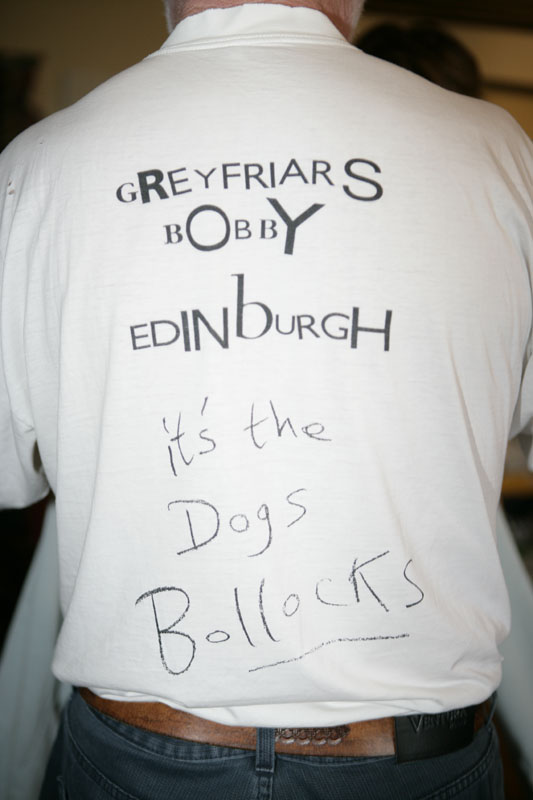 GREYFRIARS
BOBBY
EDINbURGH
it's the
Dogs
BollocKs